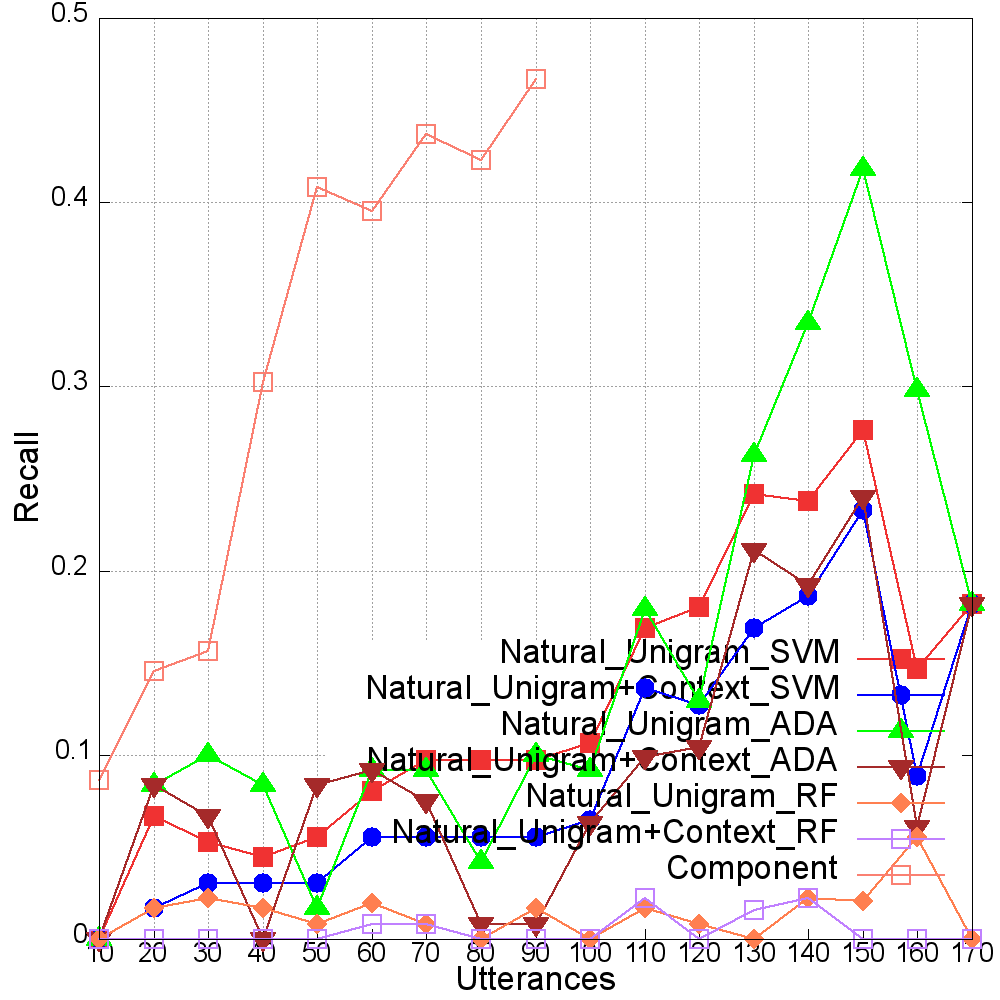 0.5
0.4
0.3
0.2
0.1
0
Recall
Natural_Unigram_SVM
Natural_Unigram+Context_SVM
Natural_Unigram_ADA
Natural_Unigram+Context_ADA
Natural_Unigram_RF
Natural_Unigram+Context_RF
Component
10 20 30 40 50 60 70 80 90 100 110 120 130 140 150 160 170
Utterances